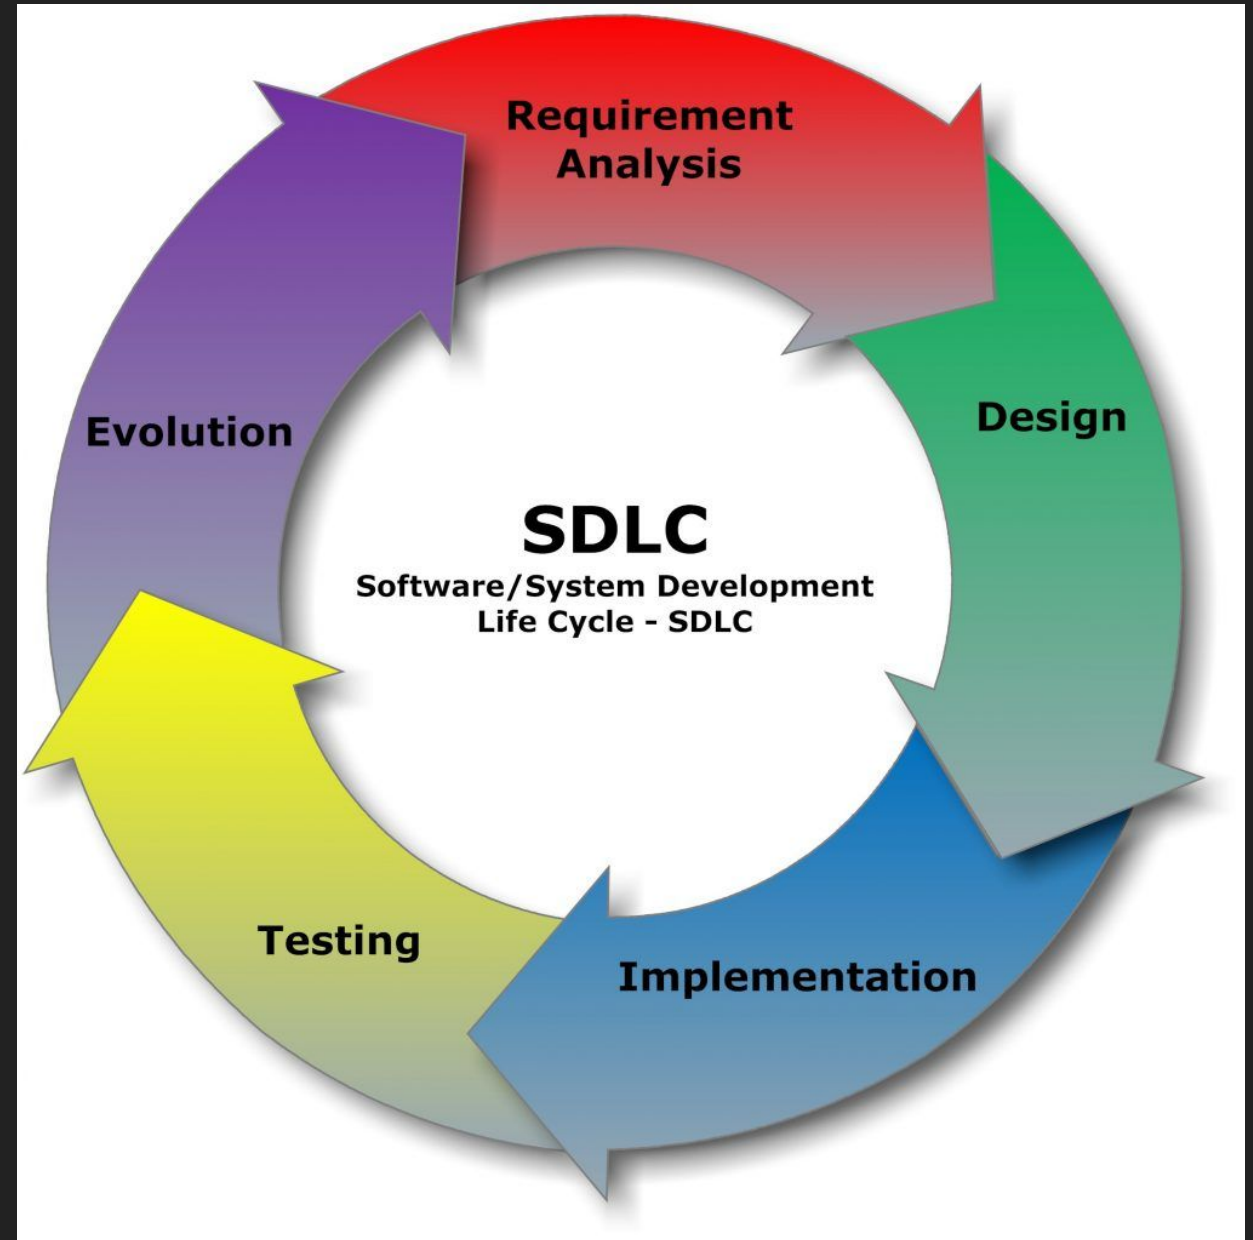 Requirement
Analysis
Design
Implementation
Testing
Evolution
SDLC
Software/System Development
Life Cycle - SDLC